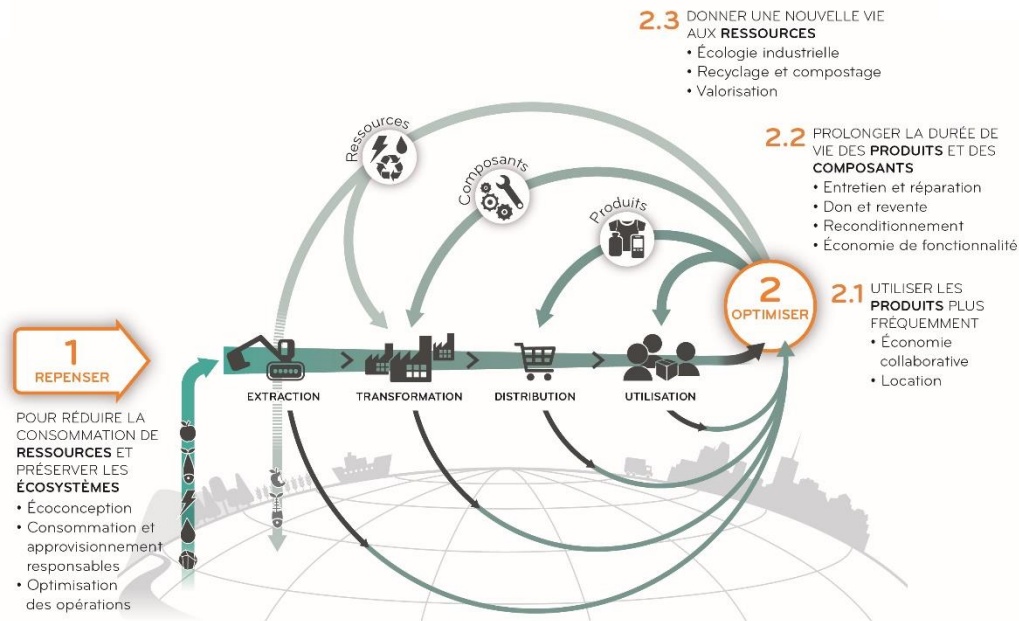 2.3 DONNER UNE NOUVELLE VIE
AUX RESSOURCES
• Écologie industrielle
• Recyclage et compostage
• Valorisation
2.2 PROLONGER LA DURÉE DE
VIE DES PRODUITS ET DES
COMPOSANTS
• Entretien et réparation
• Don et revente
• Reconditionnement
• Économie de fonctionnalité
2.1 UTILISER LES
PRODUITS PLUS
FRÉQUEMMENT
• Économie
collaborative
• Location
Ressources
Composants
Produits
2
OPTIMISER
1
REPENSER
EXTRACTION
TRANSFORMATION
DISTRIBUTION
UTILISATION
POUR RÉDUIRE LA
CONSOMMATION DE
RESSOURCES ET
PRÉSERVER LES
ÉCOSYSTÈMES
• Écoconception
• Consommation et
approvisionnement
responsables
• Optimisation
des opérations